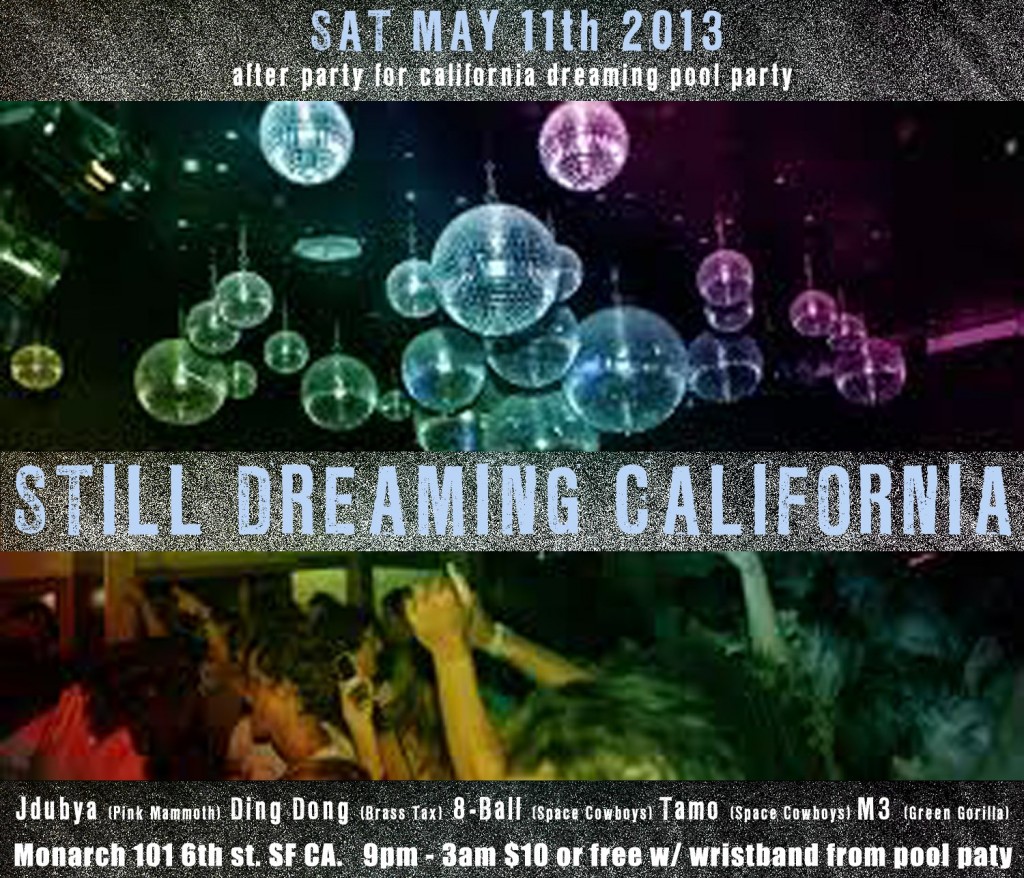 SAT MAY 11th 2013
after party for california dreaming pool party
STILL DREAMING CALIFORNIA
Jdubya (Pink Mammoth) Ding Dong (Brass Tax) 8-Ball (Space Cowboys) Tamo (Space Cowboys) M3 (Green Gorilla)
Monarch 101 6th st. SF CA. 9pm - 3am $10 or free w/ wristband from pool paty